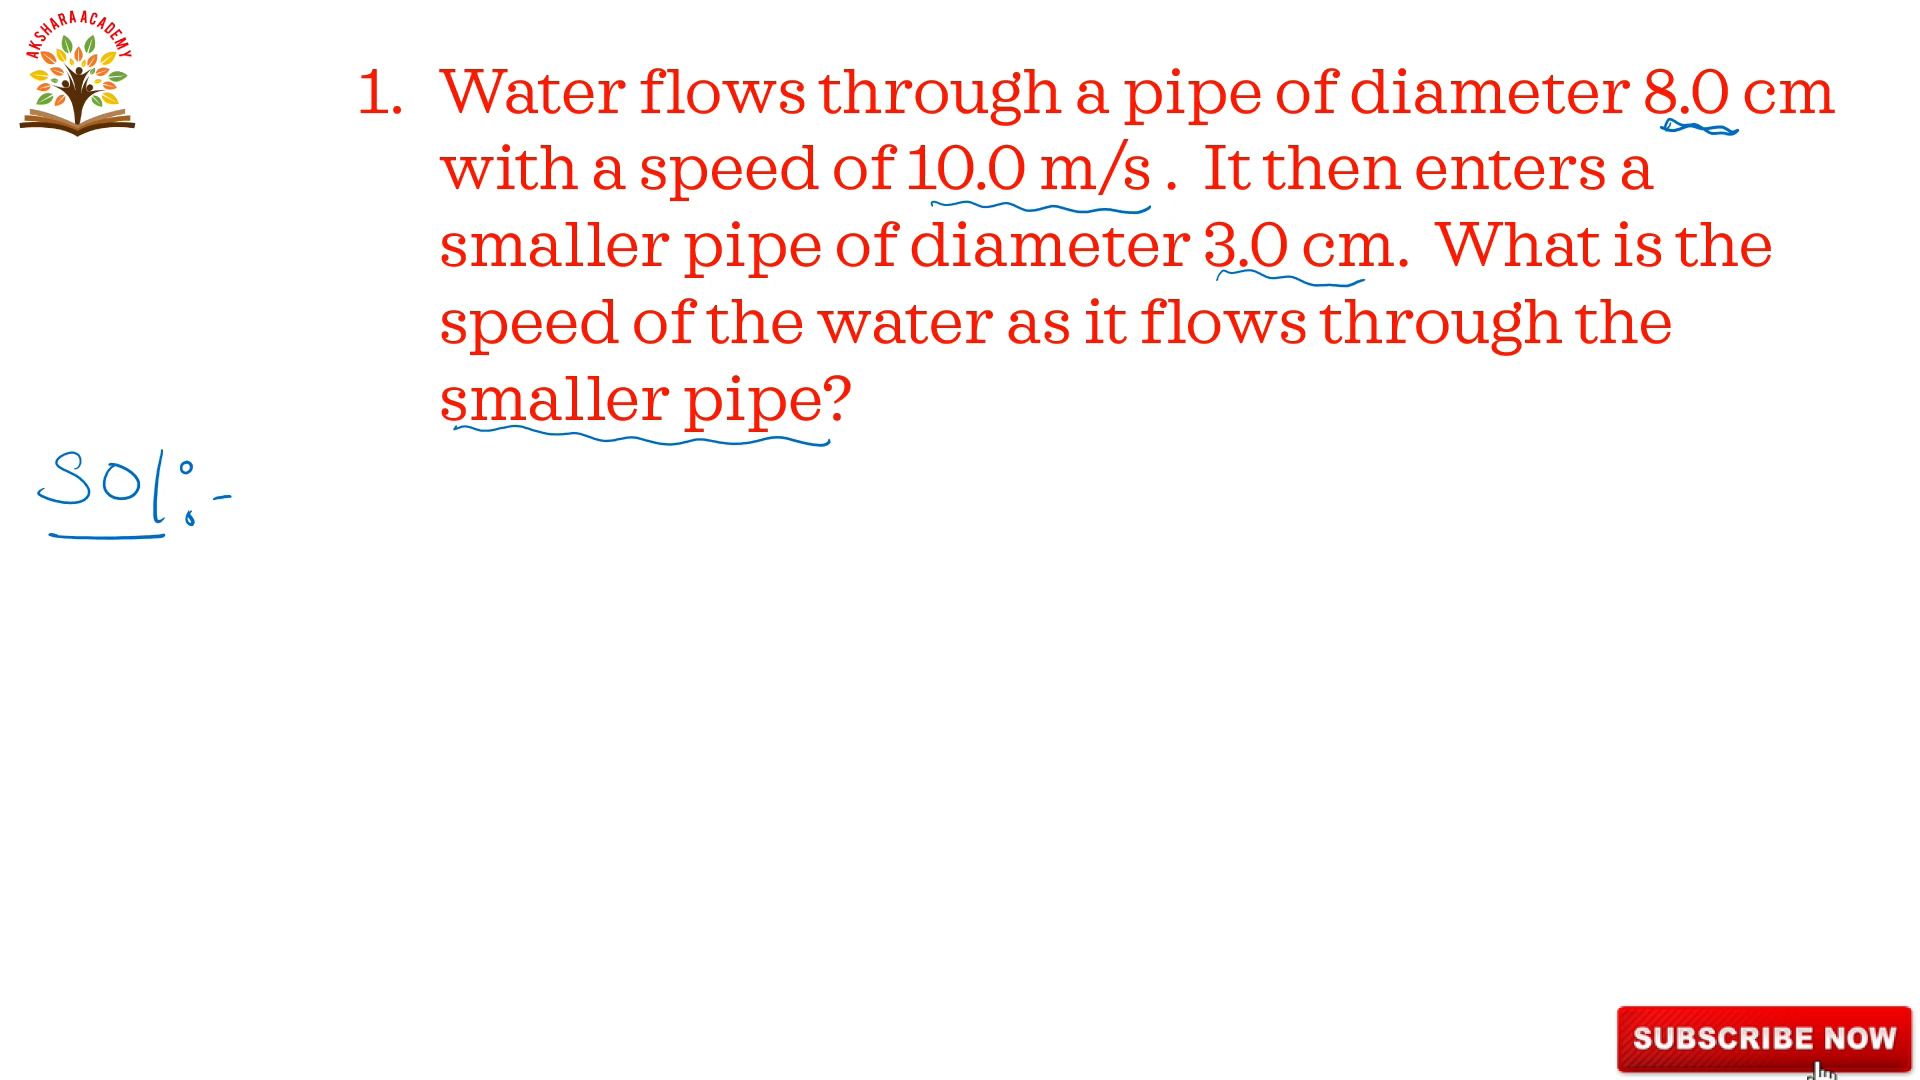 AKSHARA ACADEMY
1. Water flows through a pipe of diameter 8.0 cm
with a speed of 10.0 m/s . It then enters a
smaller pipe of diameter 3.0 cm. What is the
speed of the water as it flows through the
smaller pipe?
Sol:-
SUBSCRIBE NOW